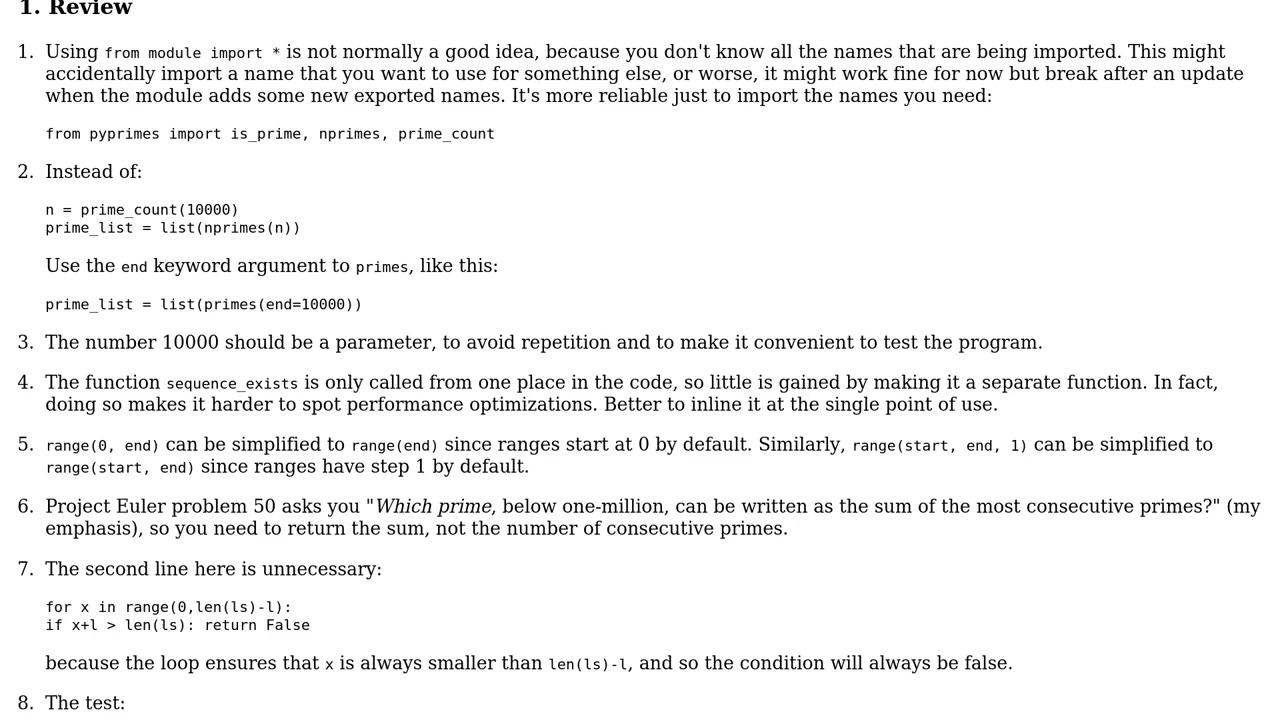 1. Review
1. Using from module import * is not normally a good idea, because you don't know all the names that are being imported. This might
accidentally import a name that you want to use for something else, or worse, it might work fine for now but break after an update
when the module adds some new exported names. It's more reliable just to import the names you need:
from pyprimes import is_prime, nprimes, prime_count
2. Instead of:
n = prime_count(10000)
prime_list = list(nprimes(n))
Use the end keyword argument to primes, like this:
prime_list = list(primes(end=10000))
3. The number 10000 should be a parameter, to avoid repetition and to make it convenient to test the program.
4. The function sequence_exists is only called from one place in the code, so little is gained by making it a separate function. In fact,
doing so makes it harder to spot performance optimizations. Better to inline it at the single point of use.
5. range(0, end) can be simplified to range(end) since ranges start at 0 by default. Similarly, range(start, end, 1) can be simplified to
range(start, end) since ranges have step 1 by default.
6. Project Euler problem 50 asks you "Which prime, below one-million, can be written as the sum of the most consecutive primes?" (my
emphasis), so you need to return the sum, not the number of consecutive primes.
7. The second line here is unnecessary:
for x in range(0,len(ls)-l):
if x+l > len(ls): return False
because the loop ensures that x is always smaller than len(ls)-l, and so the condition will always be false.
8. The test: